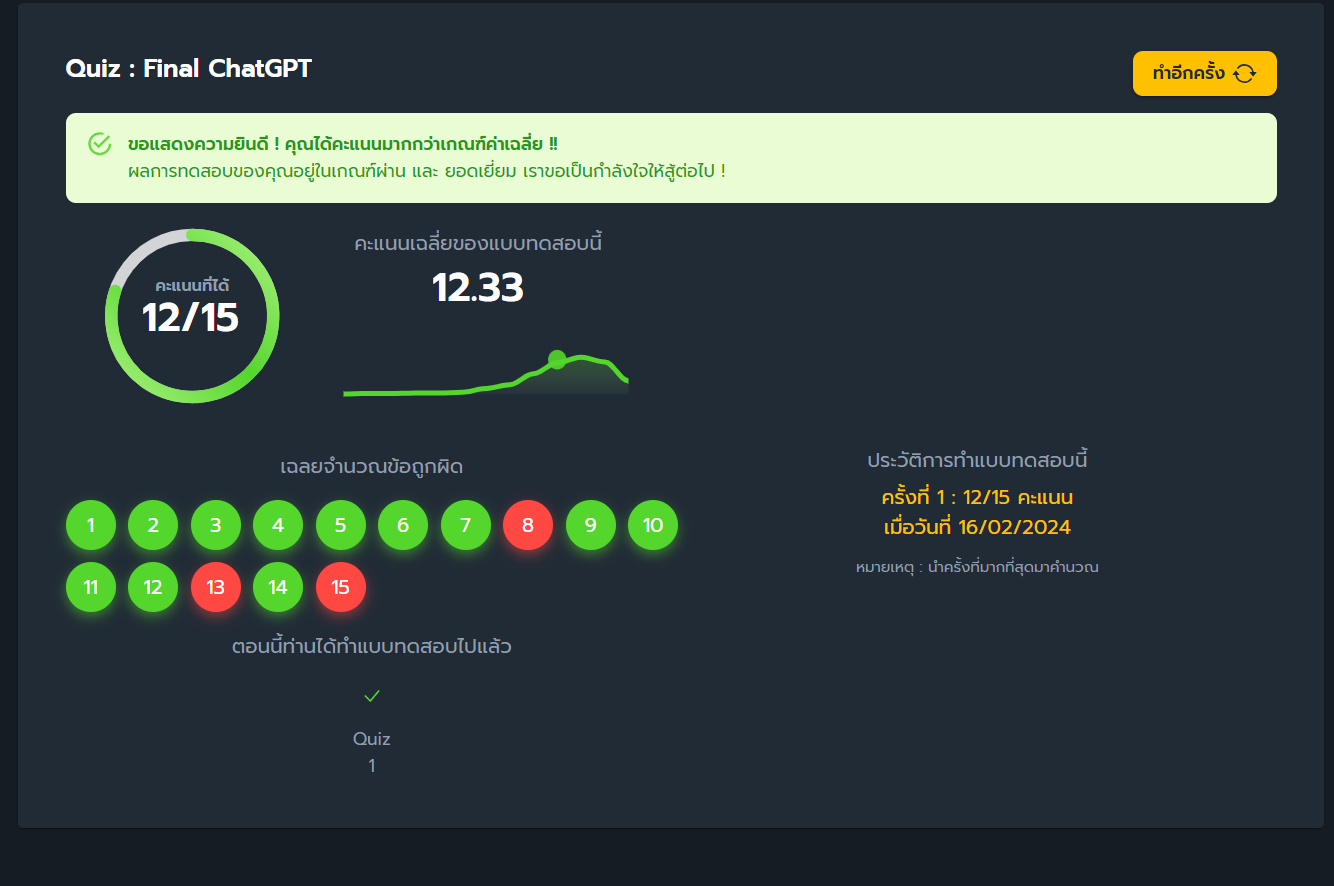 Quiz : Final ChatGPT
ทำอีกครั้ง
ขอแสดงความยินดี ! คุณได้คะแนนมากกว่าเกณฑ์ค่าเฉลี่ย !!
ผลการทดสอบของคุณอยู่ในเกณฑ์ผ่าน และ ยอดเยี่ยม เราขอเป็นกำลังใจให้สู้ต่อไป !
คะแนนที่ได้
12/15
คะแนนเฉลี่ยของแบบทดสอบนี้
12.33
เฉลยจำนวณข้อถูกผิด
1 2 3 4 5 6 7 8 9 10
11 12 13 14 15
ตอนนี้ท่านได้ทำแบบทดสอบไปแล้ว
Quiz
1
ประวัติการทำแบบทดสอบนี้
ครั้งที่ 1 : 12/15 คะแนน
เมื่อวันที่ 16/02/2024
หมายเหตุ : นำครั้งที่มากที่สุดมาคำนวณ